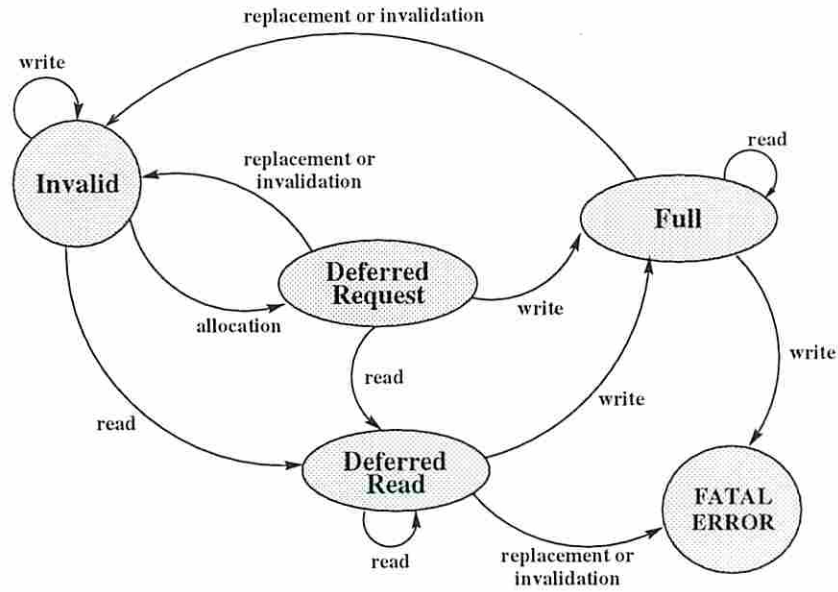 replacement or invalidation
write
replacement or
invalidation
read
Invalid
Full
Deferred
Request
allocation
write
write
read
write
read
Deferred
Read
FATAL
ERROR
read
replacement or
invalidation